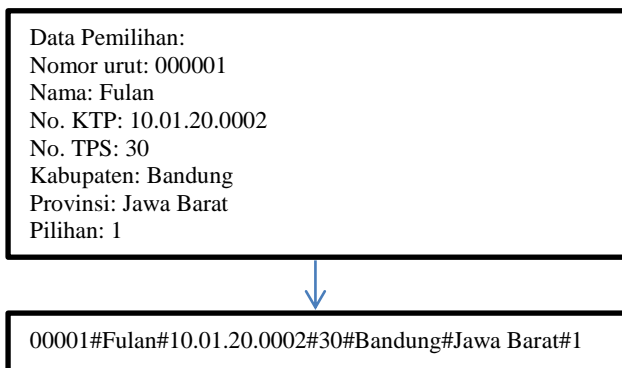 Data Pemilihan:
Nomor urut: 000001
Nama: Fulan
No. KTP: 10.01.20.0002
No. TPS: 30
Kabupaten: Bandung
Provinsi: Jawa Barat
Pilihan: 1
00001#Fulan#10.01.20.0002#30#Bandung#Jawa Barat#1